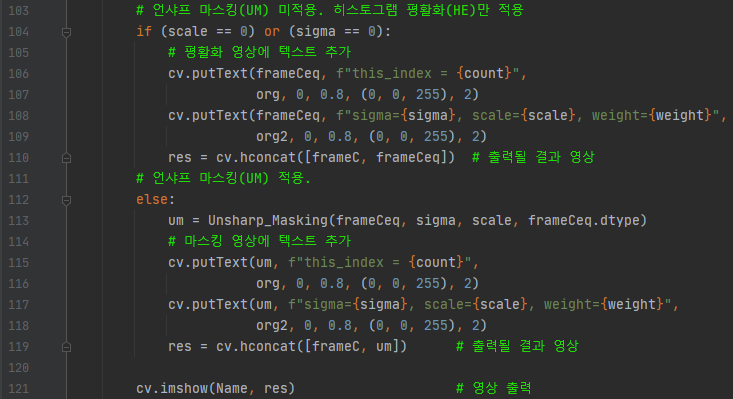 103 # 언샤프 마스킹(UM) 미적용. 히스토그램 평활화(HE)만 적용
104 if (scale == 0) or (sigma == 0):
105 # 평활화 영상에 텍스트 추가
106 cv.putText(frameCeq, f"this_index = {count}",
107 org, 0, 0.8, (0, 0, 255), 2)
108 cv.putText(frameCeq, f"sigma={sigma}, scale={scale}, weight={weight}",
109 org2, 0, 0.8, (0, 0, 255), 2)
110 res = cv.hconcat([frameC, frameCeq]) # 출력될 결과 영상
111 # 언샤프 마스킹(UM) 적용.
112 else:
113 um = Unsharp_Masking(frameCeq, sigma, scale, frameCeq.dtype)
114 # 마스킹 영상에 텍스트 추가
115 cv.putText(um, f"this_index = {count}",
116 org, 0, 0.8, (0, 0, 255), 2)
117 cv.putText(um, f"sigma={sigma}, scale={scale}, weight={weight}",
118 org2, 0, 0.8, (0, 0, 255), 2)
119 res = cv.hconcat([frameC, um]) # 출력될 결과 영상
120
121 cv.imshow(Name, res) # 영상 출력